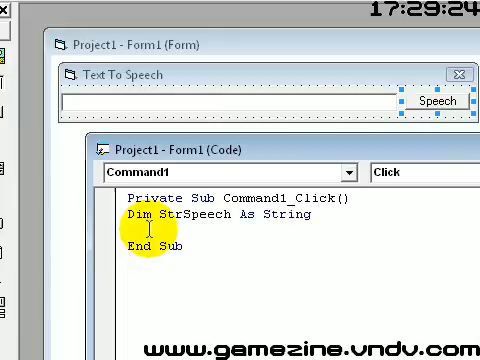 17:29:24
Project1 - Form1 (Form)
Text To Speech
Speech
Project1 - Form1 (Code)
Command1
Click
Private Sub Command1_Click()
Dim StrSpeech As String
End Sub
www.gamezine.vndv.com